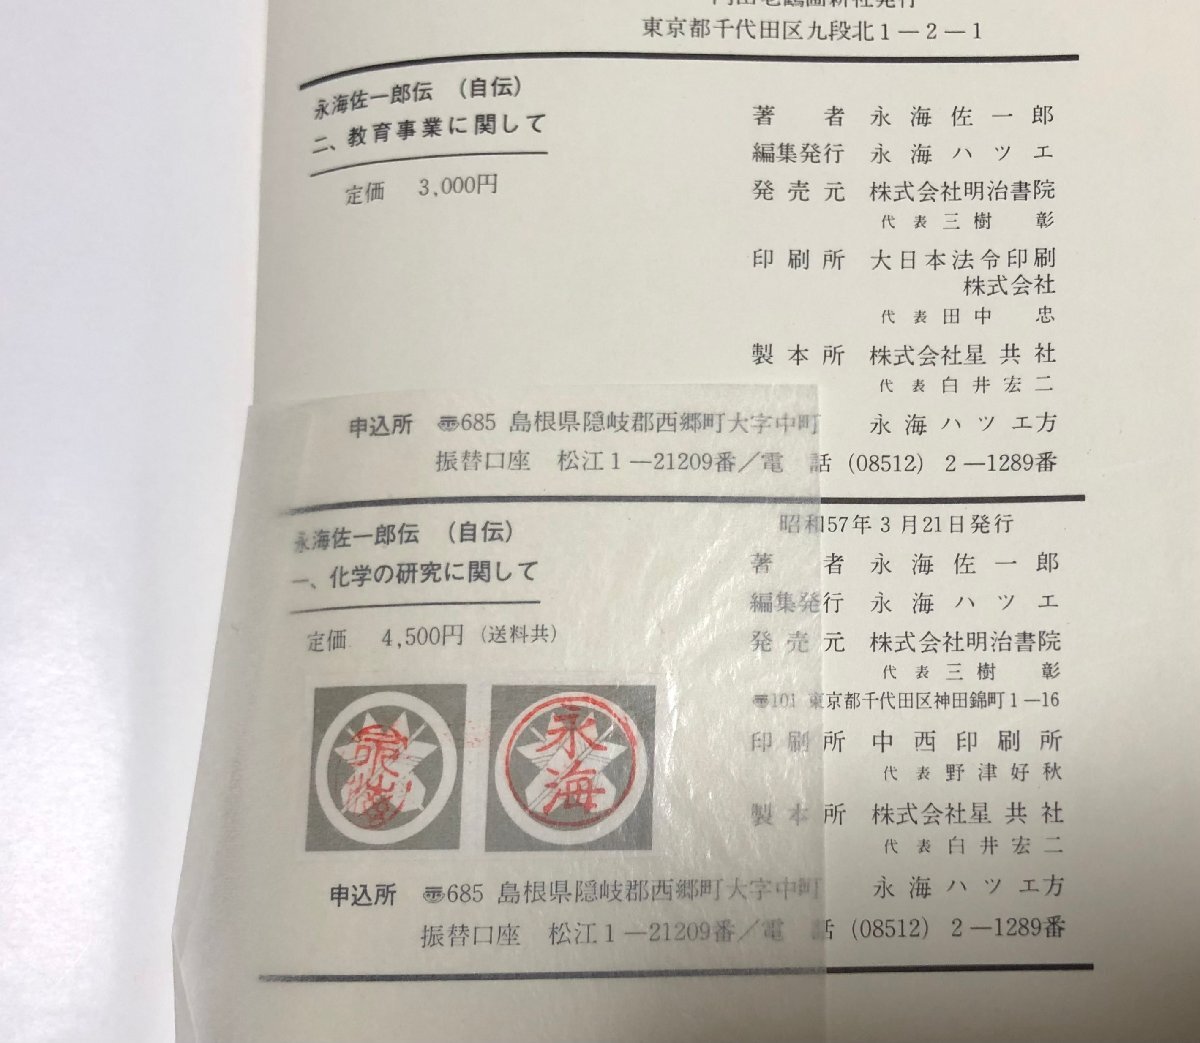 東京都千代田区九段北1−2−1
永海佐一郎伝 (自伝)
二、教育事業に関して
定価 3,000円
著者 永海佐一郎
編集発行 永海ハツエ
発売元 株式会社明治書院
代表 三樹 彰
印刷所 大日本法令印刷
株式会社
代表 田中 忠
製本所 株式会社星共社
代表 白井宏二
申込所 〠685 島根県隠岐郡西郷町大字中町 永海ハツエ方
振替口座 松江1−21209番/電話 (08512) 2−1289番
永海佐一郎伝 (自伝)
一、化学の研究に関して
定価 4,500円 (送料共)
昭和57年3月21日発行
著者 永海佐一郎
編集発行 永海ハツエ
発売元 株式会社明治書院
代表 三樹 彰
〠101 東京都千代田区神田錦町1−16
印刷所 中西印刷所
代表 野津好秋
製本所 株式会社星共社
代表 白井宏二
永海
申込所 〠685 島根県隠岐郡西郷町大字中町 永海ハツエ方
振替口座 松江1−21209番/電話 (08512) 2−1289番